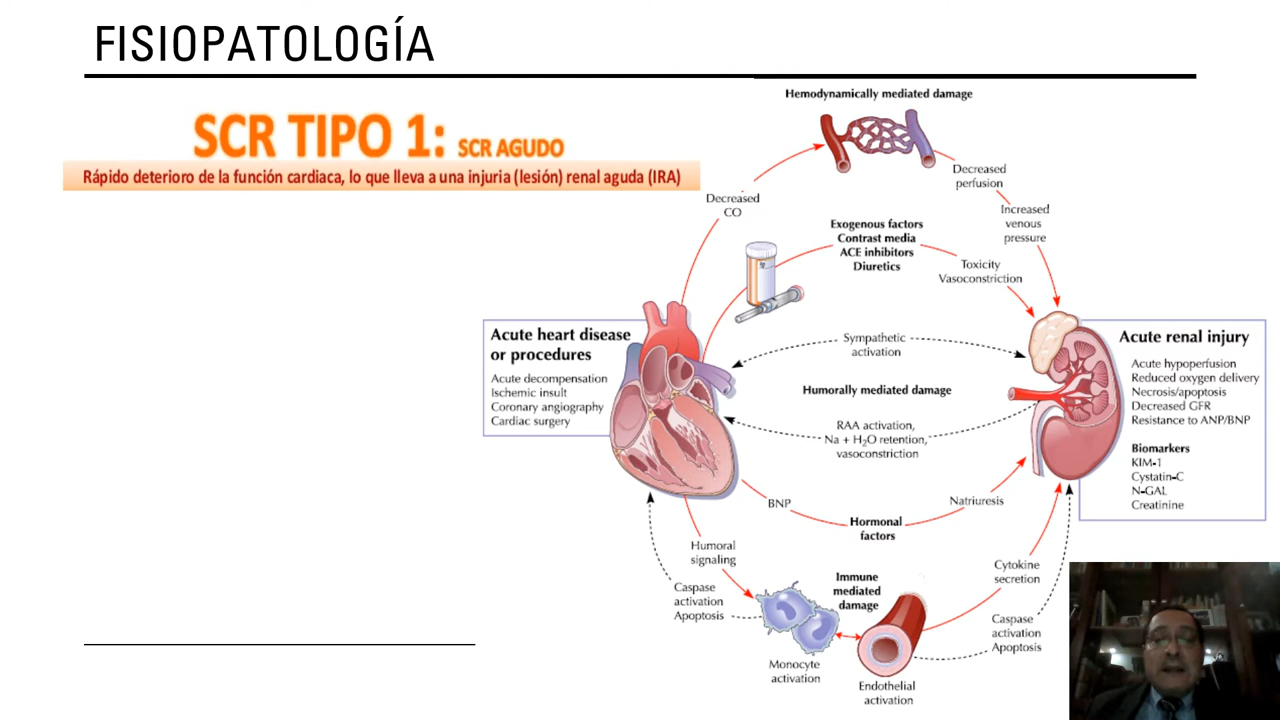 FISIOPATOLOGÍA
SCR TIPO 1: SCR AGUDO
Rápido deterioro de la función cardiaca, lo que lleva a una injuria (lesión) renal aguda (IRA)
Hemodynamically mediated damage
Decreased
perfusion
Decreased
CO
Increased
venous
pressure
Exogenous factors
Contrast media
ACE inhibitors
Diuretics
Toxicity
Vasoconstriction
Acute heart disease
or procedures
Acute decompensation
Ischemic insult
Coronary angiography
Cardiac surgery
Sympathetic
activation
Humorally mediated damage
RAA activation,
Na + H₂O retention,
vasoconstriction
Acute renal injury
Acute hypoperfusion
Reduced oxygen delivery
Necrosis/apoptosis
Decreased GFR
Resistance to ANP/BNP
Biomarkers
KIM-1
Cystatin-C
N-GAL
Creatinine
BNP
Hormonal
factors
Natriuresis
Humoral
signaling
Caspase
activation
Apoptosis
Immune
mediated
damage
Cytokine
secretion
Caspase
activation
Apoptosis
Monocyte
activation
Endothelial
activation